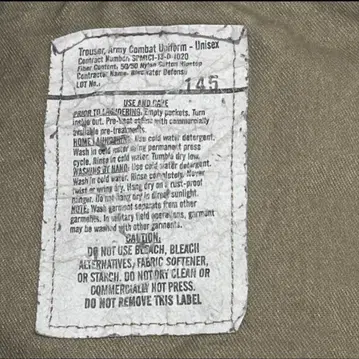 Trouser, Army Combat Uniform - Unisex
Contract Number: SPM1C1-13-D-1020
Fiber Content: 50/50 Nylon Cotton Ripstop
Contractor Name: Defense
LOT No.: 145
USE AND CARE
PRIOR TO LAUNDERING: Empty pockets. Turn
inside out. Pre-treat with commercially
available pre-treatments.
HOME LAUNDERING: Use cold water detergent.
Wash in cold water using permanent press
cycle. Rinse in cold water. Tumble dry low.
WASHING BY HAND: Use cold water detergent.
Wash in cold water. Rinse completely. Never
twist or wring dry. Hang dry on a rust-proof
hanger. Do not hang dry in direct sunlight.
NOTE: Wash garment separate from other
garments. In military field operations, garment
may be washed with other garments.
CAUTION:
DO NOT USE BLEACH, BLEACH
ALTERNATIVES, FABRIC SOFTENER,
OR STARCH. DO NOT DRY CLEAN OR
COMMERCIALLY HOT PRESS.
DO NOT REMOVE THIS LABEL